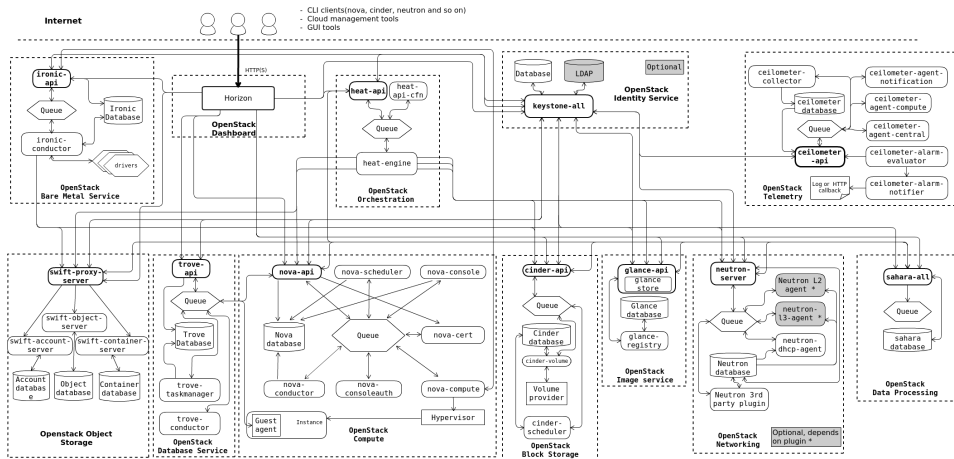 Internet
- CLI clients(nova, cinder, neutron and so on)
- Cloud management tools
- GUI tools
HTTP(S)
ironic-
api
Queue
Ironic
Database
ironic-
conductor
drivers
OpenStack
Bare Metal Service
Horizon
OpenStack
Dashboard
heat-api
heat-
api-cfn
Queue
heat-engine
OpenStack
Orchestration
Database
LDAP
Optional
keystone-all
OpenStack
Identity Service
ceilometer-
collector
ceilometer-agent-
notification
ceilometer
database
ceilometer-
agent-compute
Queue
ceilometer-
agent-central
ceilometer
-api
ceilometer-alarm-
evaluator
Log or HTTP
callback
ceilometer-alarm-
notifier
OpenStack
Telemetry
swift-proxy-
server
swift-object-
server
swift-account-
server
swift-container-
server
Account
databas
e
Object
database
Container
database
Openstack Object
Storage
trove-
api
Queue
Trove
Database
trove-
taskmanager
trove-
conductor
OpenStack
Database Service
nova-api
nova-scheduler
nova-console
Nova
database
Queue
nova-cert
nova-
conductor
nova-
consoleauth
nova-compute
Hypervisor
Guest
agent
Instance
OpenStack
Compute
cinder-api
Queue
Cinder
database
cinder-volume
Volume
provider
cinder-
scheduler
OpenStack
Block Storage
glance-api
glance
store
Glance
database
glance-
registry
OpenStack
Image service
neutron-
server
Neutron L2
agent *
Queue
neutron-
l3-agent *
neutron-
dhcp-agent
Neutron
database
Neutron 3rd
party plugin
OpenStack
Networking
Optional, depends
on plugin *
sahara-all
Queue
sahara
database
OpenStack
Data Processing